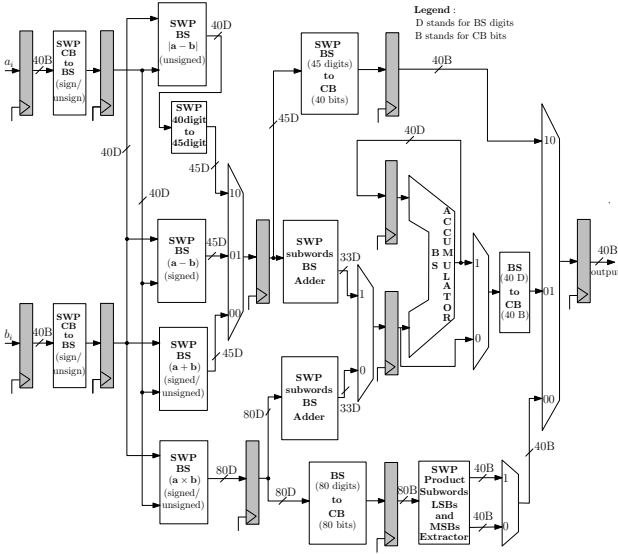 Legend :
D stands for BS digits
B stands for CB bits
a_i
40B
SWP
CB
to
BS
(sign/
unsign)
SWP
BS
|a − b|
(unsigned)
40D
SWP
40digit
to
45digit
45D
40D
40D
45D
SWP
BS
(45 digits)
to
CB
(40 bits)
40B
40D
10
01
00
SWP
BS
(a − b)
(signed)
45D
SWP
subwords
BS
Adder
33D
1
0
BS
ACCUMULATOR
1
0
BS
(40 D)
to
CB
(40 B)
10
01
00
40B
output
b_i
40B
SWP
CB
to
BS
(sign/
unsign)
SWP
BS
(a + b)
(signed/
unsigned)
45D
SWP
subwords
BS
Adder
33D
80D
SWP
BS
(a × b)
(signed/
unsigned)
80D
80D
BS
(80 digits)
to
CB
(80 bits)
80B
SWP
Product
Subwords
LSBs
and
MSBs
Extractor
40B
40B
1
0
40B